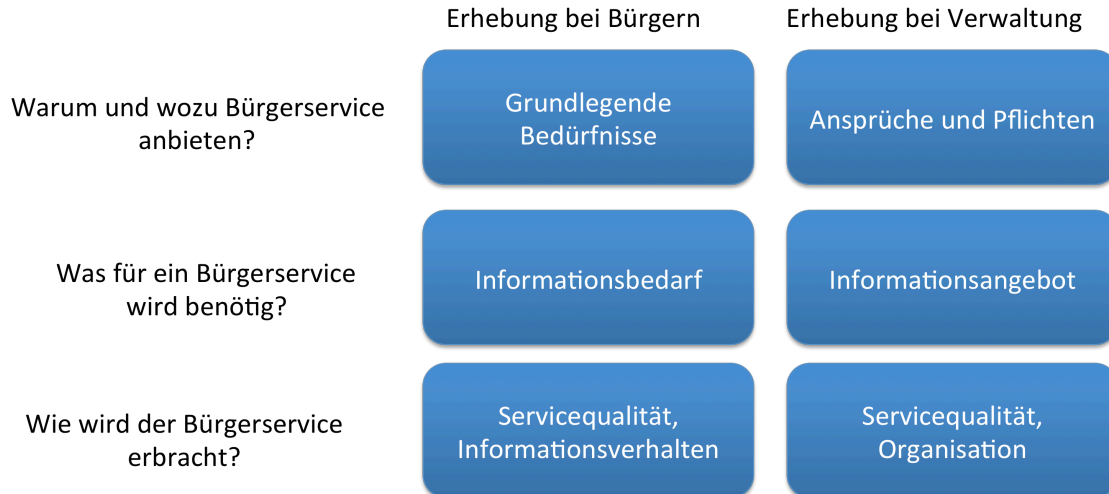 Erhebung bei Bürgern
Erhebung bei Verwaltung
Warum und wozu Bürgerservice
anbieten?
Grundlegende
Bedürfnisse
Ansprüche und Pflichten
Was für ein Bürgerservice
wird benötig?
Informationsbedarf
Informationsangebot
Wie wird der Bürgerservice
erbracht?
Servicequalität,
Informationsverhalten
Servicequalität,
Organisation